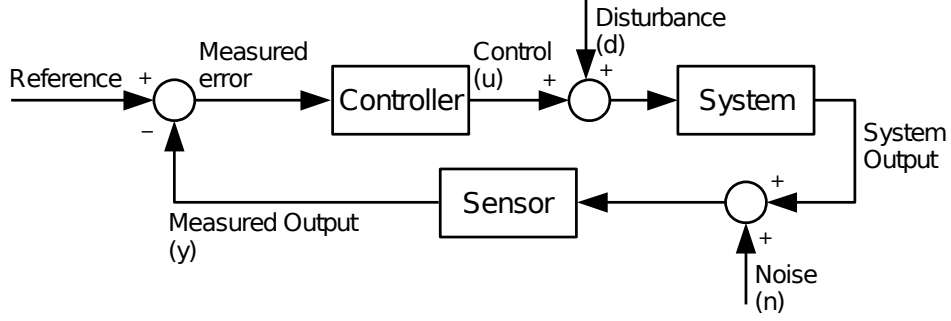 Disturbance
(d)
Measured
error
Control
(u)
Reference
+
−
Controller
+
+
System
System
Output
Sensor
+
+
Measured Output
(y)
Noise
(n)